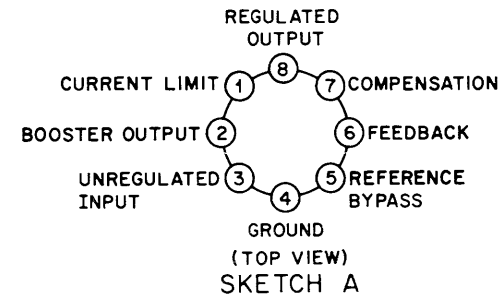 REGULATED
OUTPUT
8
CURRENT LIMIT 1
7 COMPENSATION
BOOSTER OUTPUT 2
6 FEEDBACK
UNREGULATED
INPUT
3
5 REFERENCE
BYPASS
4
GROUND
(TOP VIEW)
SKETCH A